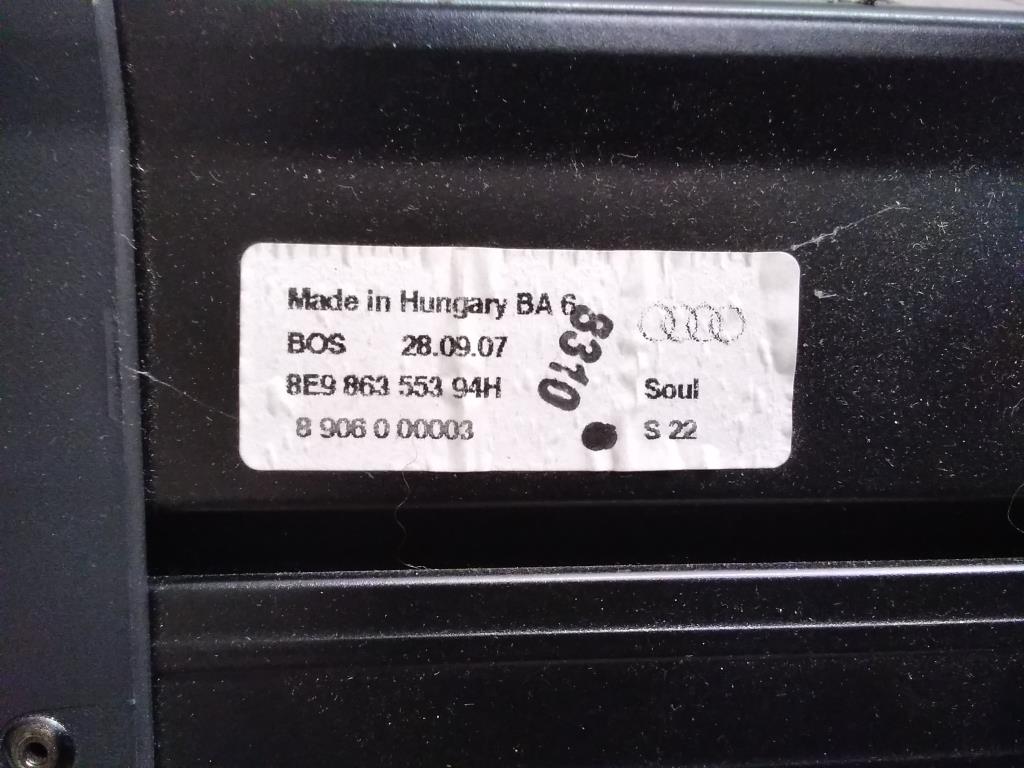 Made in Hungary BA 6
BOS 28.09.07
8E9 863 553 94H
8 906 0 00003
8310
Soul
S 22